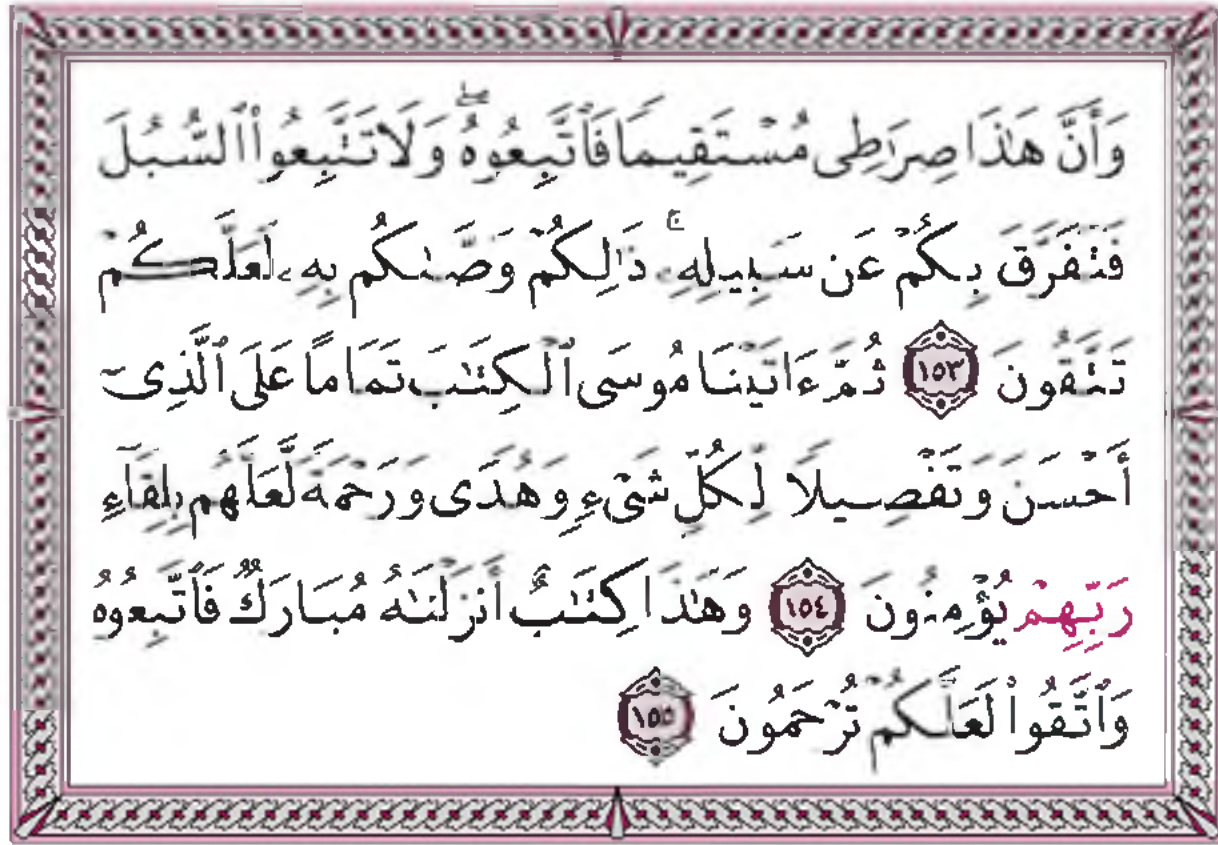 وَأَنَّ هَٰذَا صِرَٰطِى مُسْتَقِيمًا فَٱتَّبِعُوهُ ۖ وَلَا تَتَّبِعُوا۟ ٱلسُّبُلَ
فَتَفَرَّقَ بِكُمْ عَن سَبِيلِهِۦ ۚ ذَٰلِكُمْ وَصَّىٰكُم بِهِۦ لَعَلَّكُمْ
تَتَّقُونَ ١٥٣ ثُمَّ ءَاتَيْنَا مُوسَى ٱلْكِتَٰبَ تَمَامًا عَلَى ٱلَّذِىٓ
أَحْسَنَ وَتَفْصِيلًا لِّكُلِّ شَىْءٍ وَهُدًى وَرَحْمَةً لَّعَلَّهُم بِلِقَآءِ
رَبِّهِمْ يُؤْمِنُونَ ١٥٤ وَهَٰذَا كِتَٰبٌ أَنزَلْنَٰهُ مُبَارَكٌ فَٱتَّبِعُوهُ
وَٱتَّقُوا۟ لَعَلَّكُمْ تُرْحَمُونَ ١٥٥